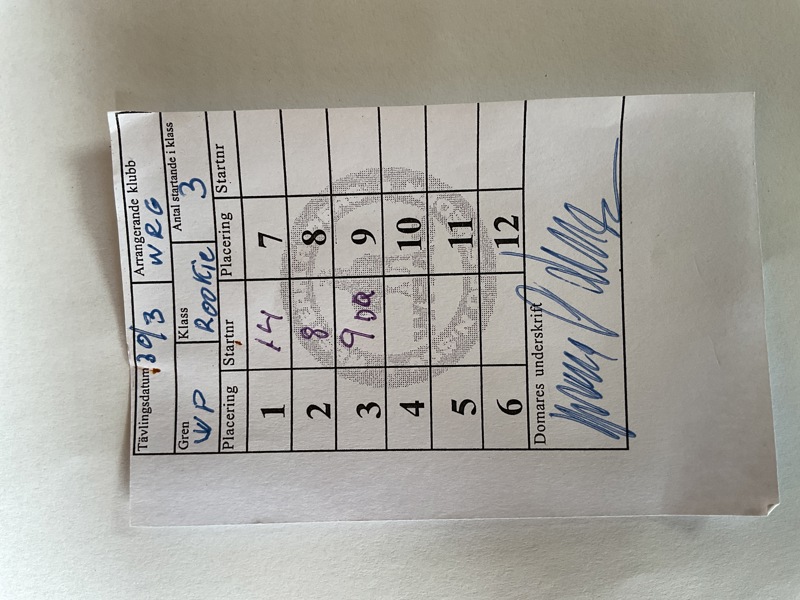 Tävlingsdatum 30/3 Arrangerande klubb WRG
Gren WP Klass ROOKIE Antal startande i klass 3
Placering Startnr Placering Startnr
1 14 7
2 8 8
3 9 DQ 9
4 10
5 11
6 12
Domares underskrift